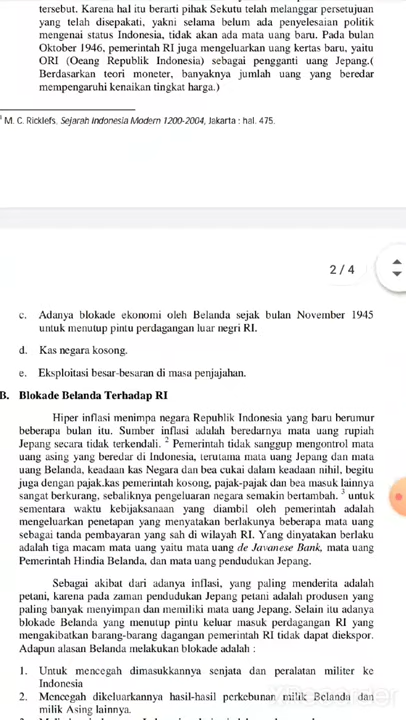 tersebut. Karena hal itu berarti pihak Sekutu telah melanggar persetujuan
yang telah disepakati, yakni selama belum ada penyelesaian politik
mengenai status Indonesia, tidak akan ada mata uang baru. Pada bulan
Oktober 1946, pemerintah RI juga mengeluarkan uang kertas baru, yaitu
ORI (Oeang Republik Indonesia) sebagai pengganti uang Jepang.(
Berdasarkan teori moneter, banyaknya jumlah uang yang beredar
mempengaruhi kenaikan tingkat harga.)
M. C. Ricklefs, Sejarah Indonesia Modern 1200-2004, Jakarta : hal. 475.
2 / 4
c. Adanya blokade ekonomi oleh Belanda sejak bulan November 1945
untuk menutup pintu perdagangan luar negri RI.
d. Kas negara kosong.
e. Eksploitasi besar-besaran di masa penjajahan.
B. Blokade Belanda Terhadap RI
Hiper inflasi menimpa negara Republik Indonesia yang baru berumur
beberapa bulan itu. Sumber inflasi adalah beredarnya mata uang rupiah
Jepang secara tidak terkendali. 2 Pemerintah tidak sanggup mengontrol mata
uang asing yang beredar di Indonesia, terutama mata uang Jepang dan mata
uang Belanda, keadaan kas Negara dan bea cukai dalam keadaan nihil, begitu
juga dengan pajak.kas pemerintah kosong, pajak-pajak dan bea masuk lainnya
sangat berkurang, sebaliknya pengeluaran negara semakin bertambah. 3 untuk
sementara waktu kebijaksanaan yang diambil oleh pemerintah adalah
mengeluarkan penetapan yang menyatakan berlakunya beberapa mata uang
sebagai tanda pembayaran yang sah di wilayah RI. Yang dinyatakan berlaku
adalah tiga macam mata uang yaitu mata uang de Javanese Bank, mata uang
Pemerintah Hindia Belanda, dan mata uang pendudukan Jepang.
Sebagai akibat dari adanya inflasi, yang paling menderita adalah
petani, karena pada zaman pendudukan Jepang petani adalah produsen yang
paling banyak menyimpan dan memiliki mata uang Jepang. Selain itu adanya
blokade Belanda yang menutup pintu keluar masuk perdagangan RI yang
mengakibatkan barang-barang dagangan pemerintah RI tidak dapat diekspor.
Adapun alasan Belanda melakukan blokade adalah :
1. Untuk mencegah dimasukkannya senjata dan peralatan militer ke
Indonesia
2. Mencegah dikeluarkannya hasil-hasil perkebunan milik Belanda dan
milik Asing lainnya.